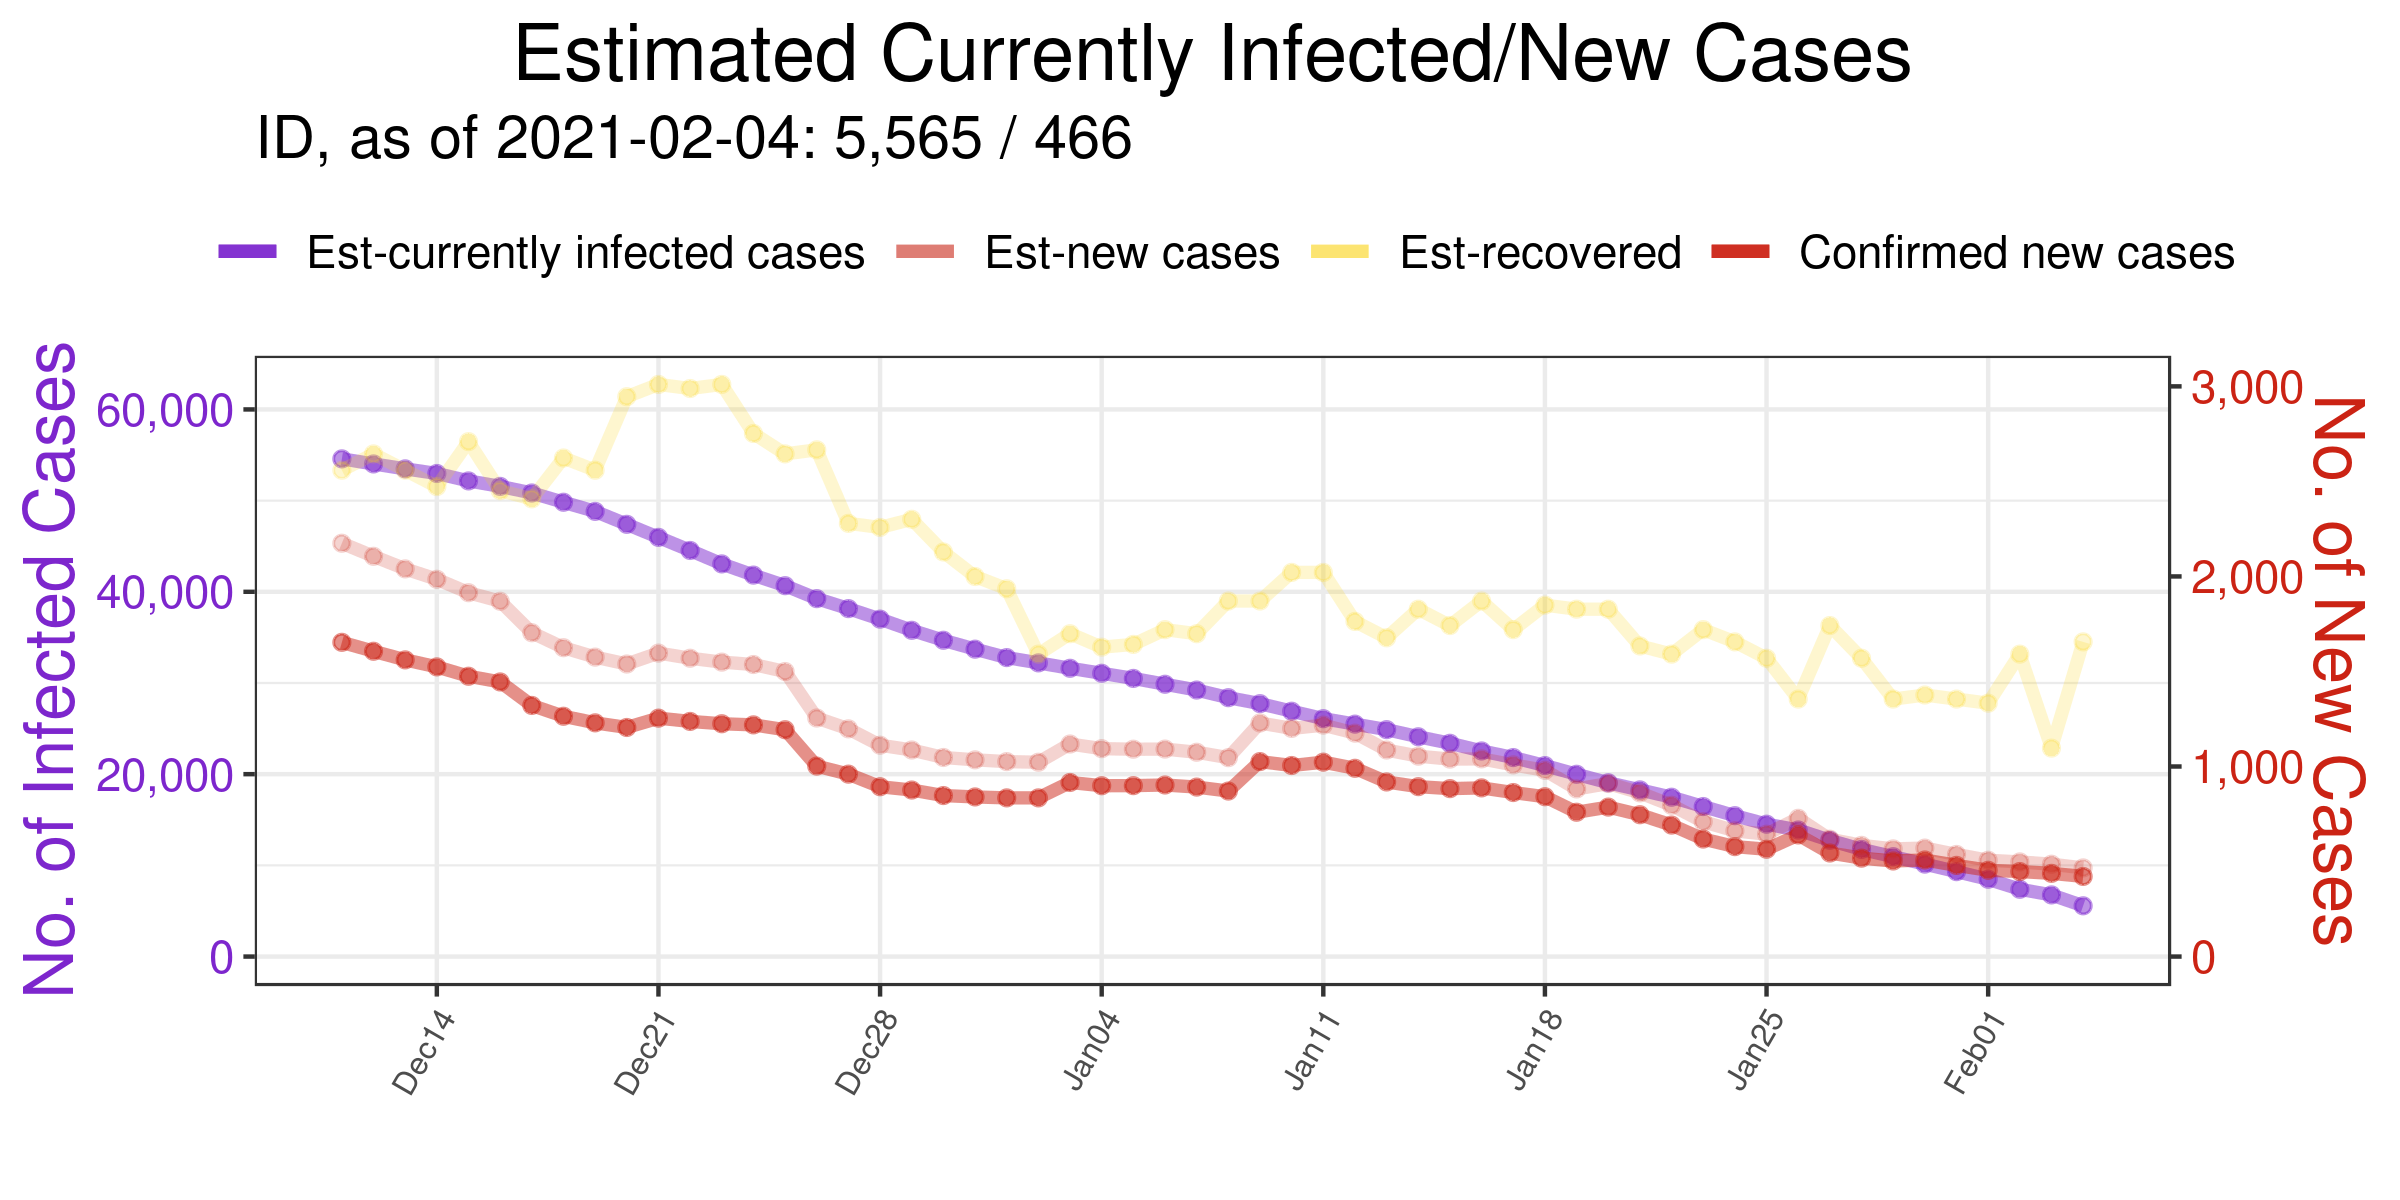 Estimated Currently Infected/New Cases
ID, as of 2021-02-04: 5,565 / 466
Est-currently infected cases Est-new cases Est-recovered Confirmed new cases
No. of Infected Cases
60,000
40,000
20,000
0
3,000
2,000
1,000
0
No. of New Cases
Dec14 Dec21 Dec28 Jan04 Jan11 Jan18 Jan25 Feb01